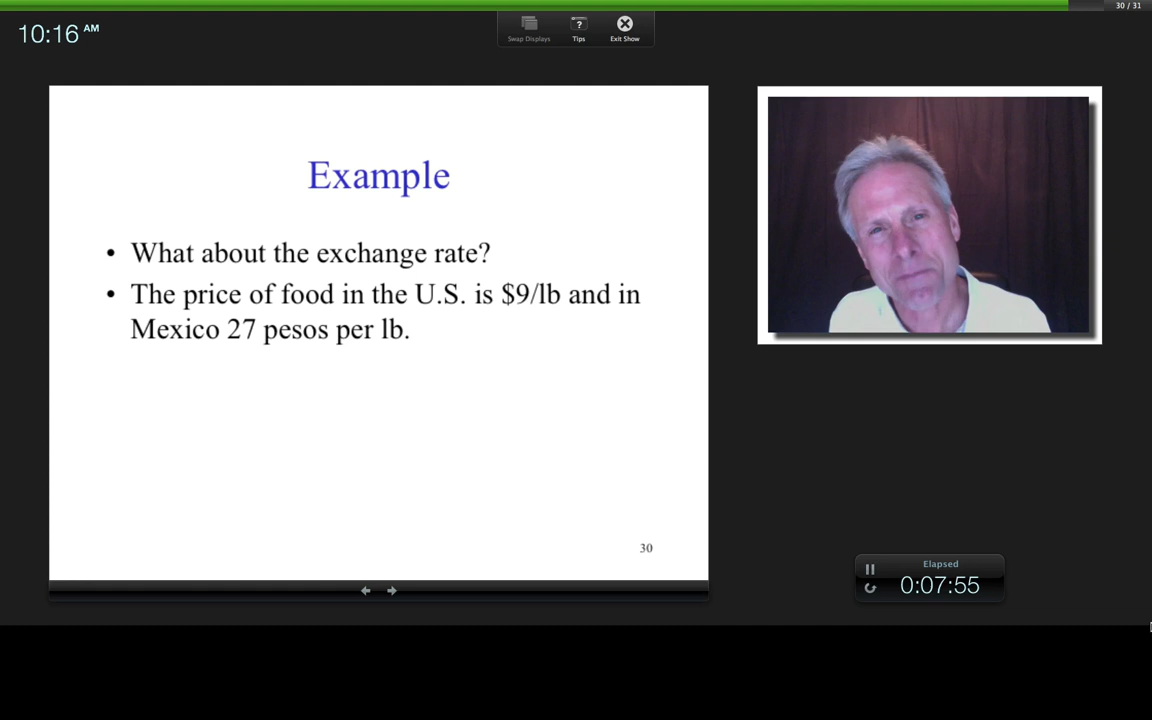 30 / 31
10:16 AM
Swap Displays
Tips
Exit Show
Example
• What about the exchange rate?
• The price of food in the U.S. is $9/lb and in
Mexico 27 pesos per lb.
30
Elapsed
0:07:55